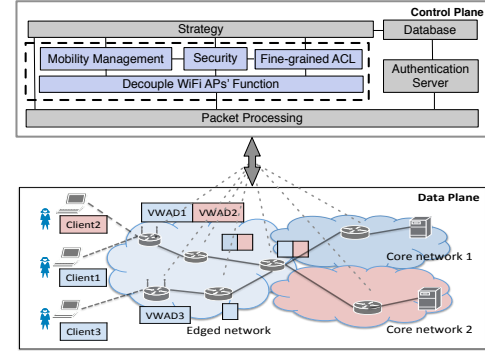 Control Plane
Strategy
Database
Mobility Management
Security
Fine-grained ACL
Decouple WiFi APs' Function
Authentication
Server
Packet Processing
Data Plane
VWAD1
VWAD2
Client2
Client1
Core network 1
Client3
VWAD3
Edged network
Core network 2